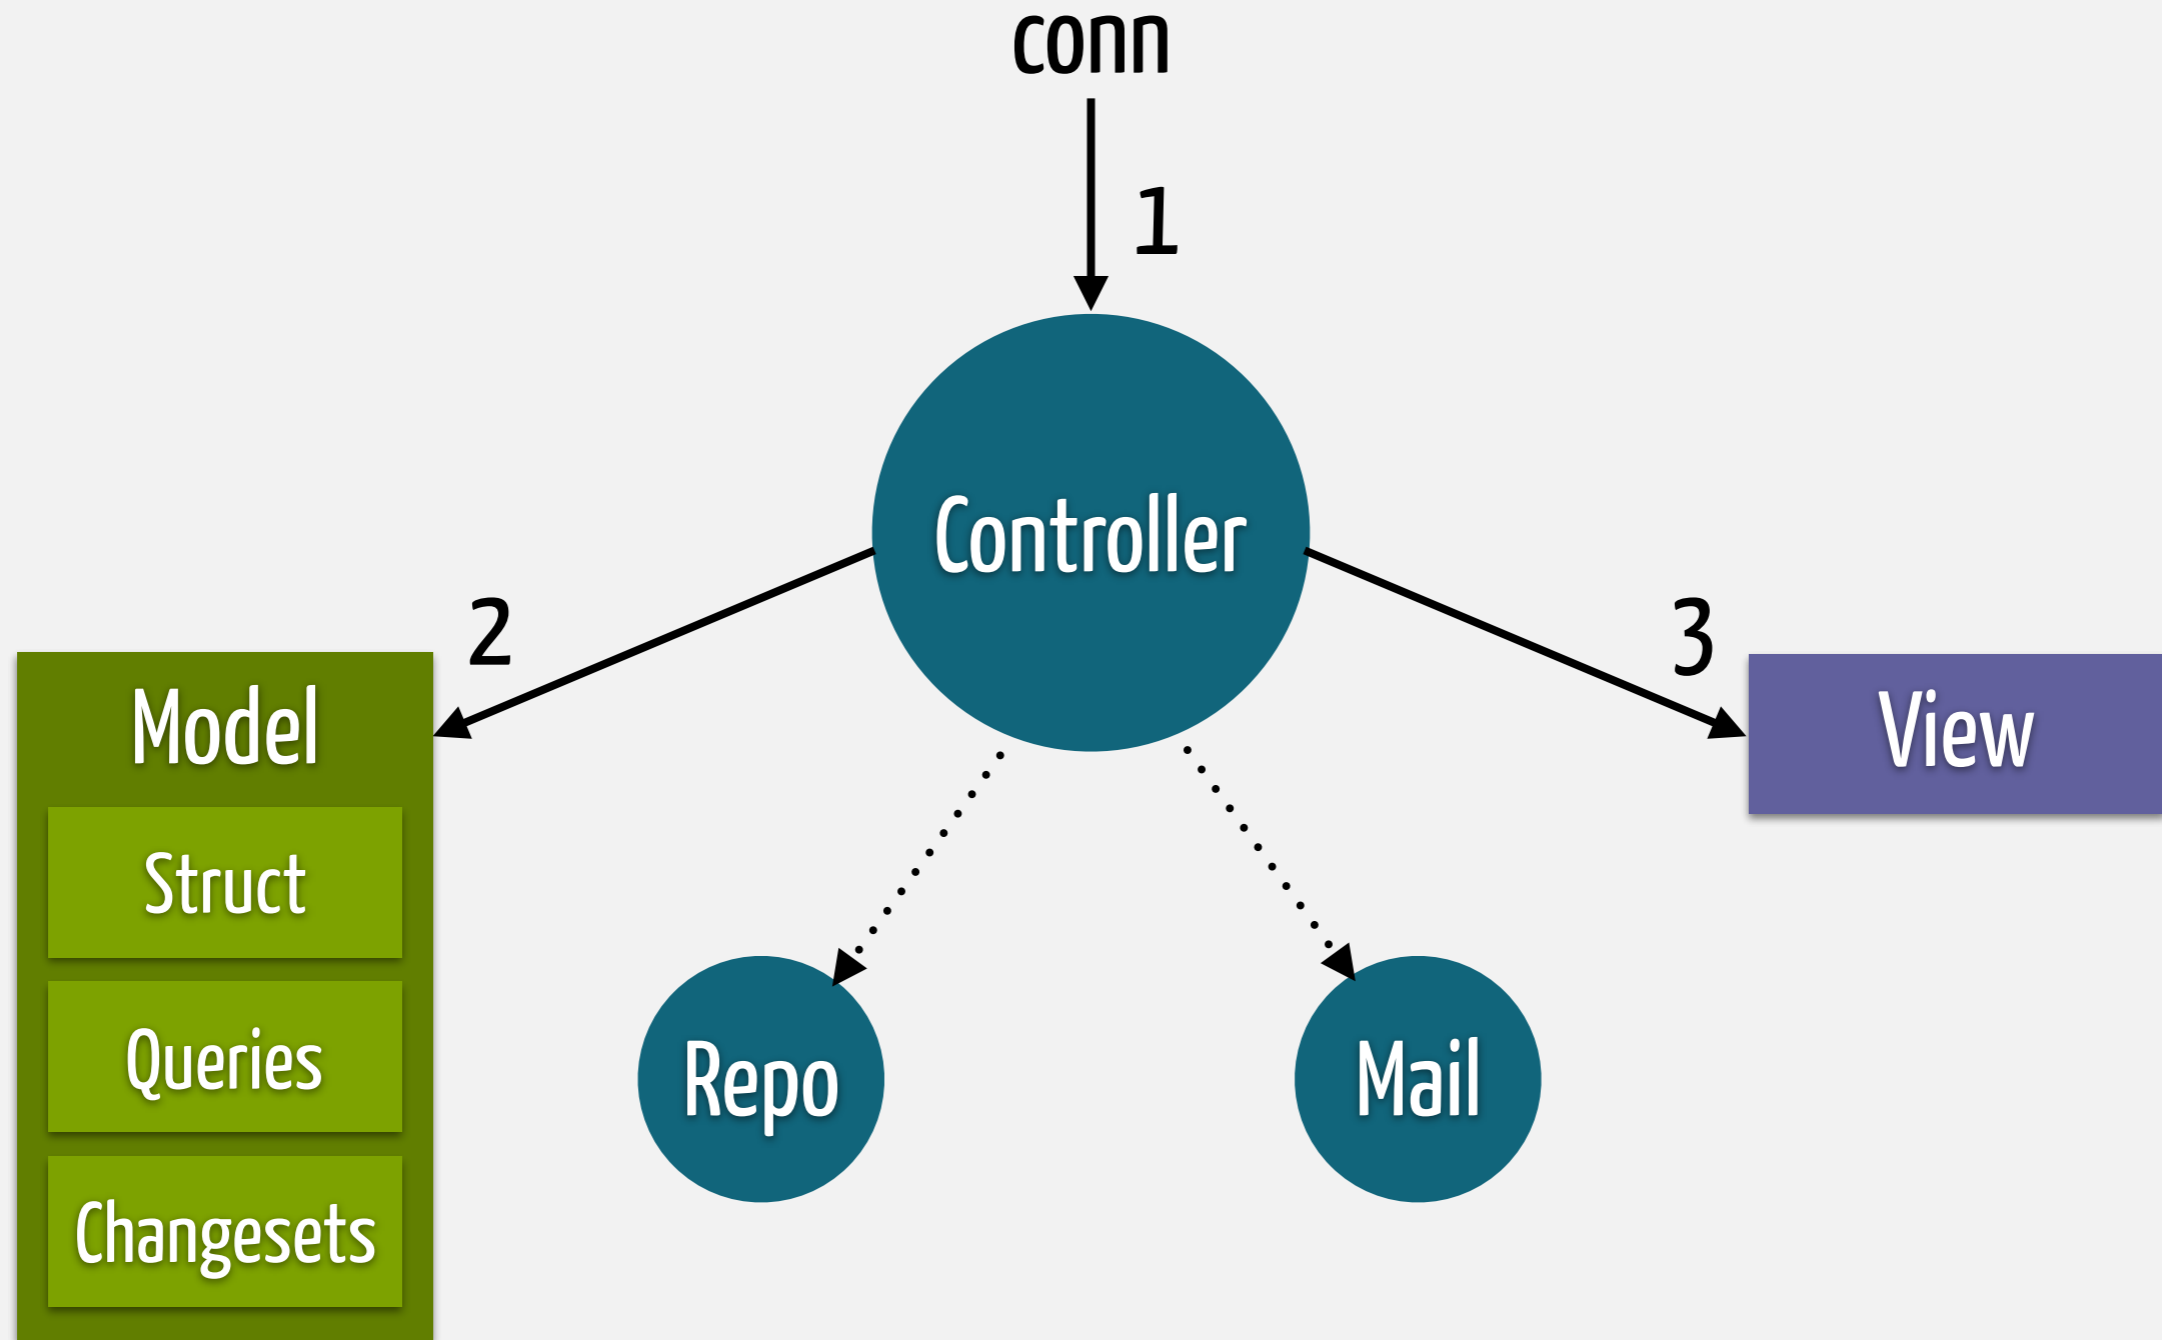 conn
1
Controller
2
3
Model
View
Struct
Queries
Changesets
Repo
Mail